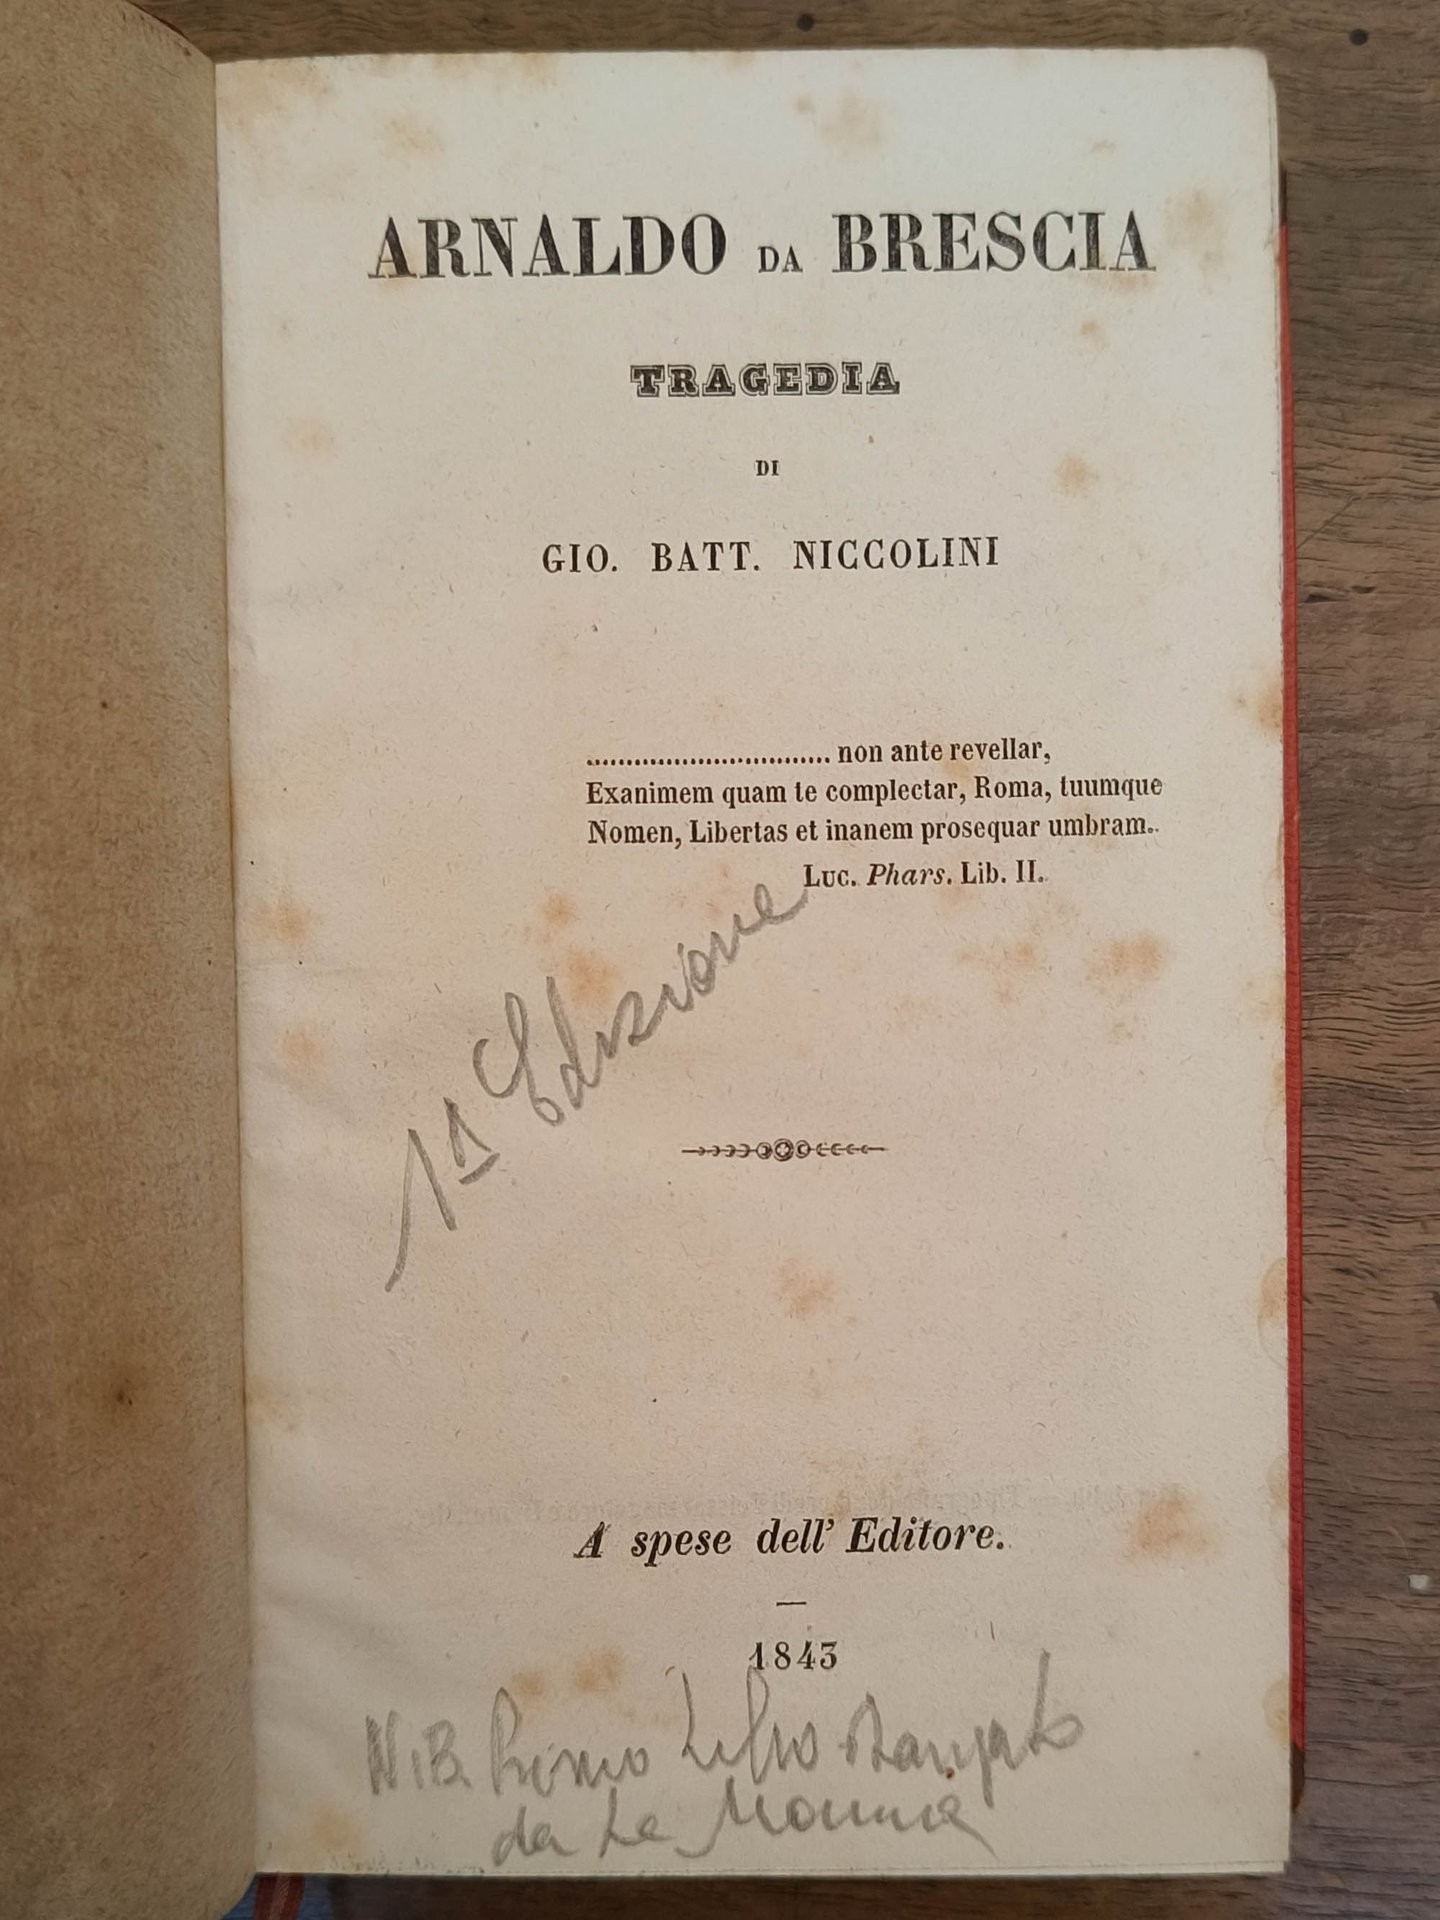 ARNALDO DA BRESCIA
TRAGEDIA
DI
GIO. BATT. NICCOLINI
............................... non ante revellar,
Exanimem quam te complectar, Roma, tuumque
Nomen, Libertas et inanem prosequar umbram.
Luc. Phars. Lib. II.
1ª Edizione
A spese dell' Editore.
—
1843
N.B. Primo libro stampato
da Le Monnier